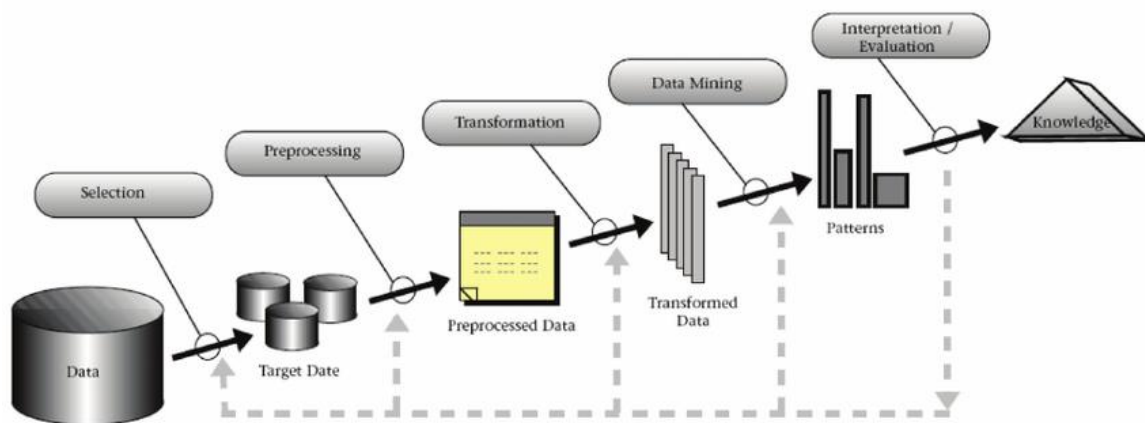 Interpretation /
Evaluation
Data Mining
Transformation
Preprocessing
Selection
Knowledge
Patterns
Transformed
Data
Preprocessed Data
Target Date
Data